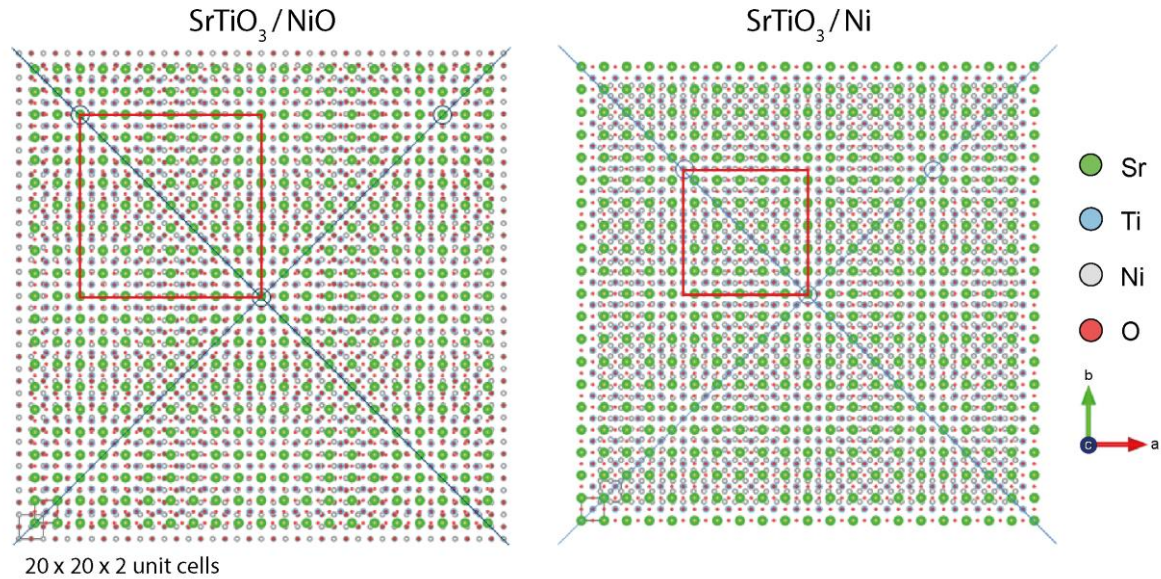 SrTiO₃/NiO
SrTiO₃/Ni
Sr
Ti
Ni
O
b
c
a
20 x 20 x 2 unit cells